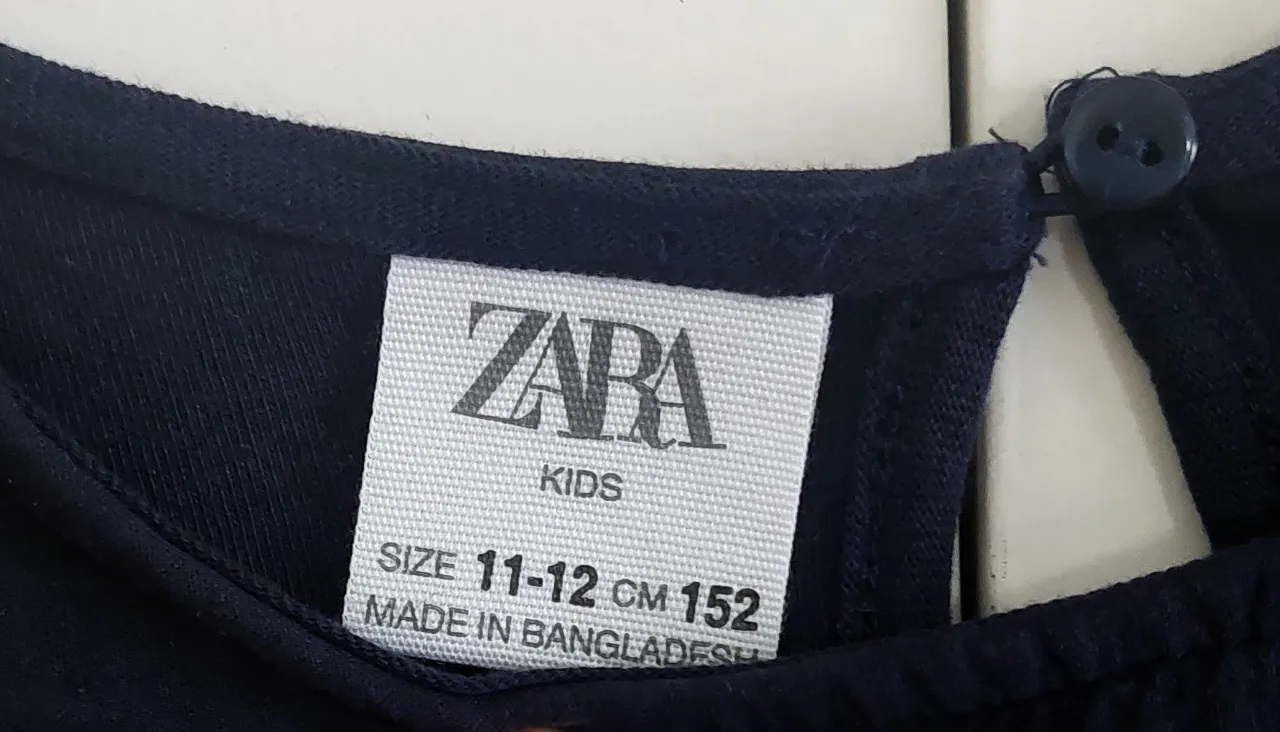 ZARA
KIDS
SIZE 11-12 CM 152
MADE IN BANGLADESH